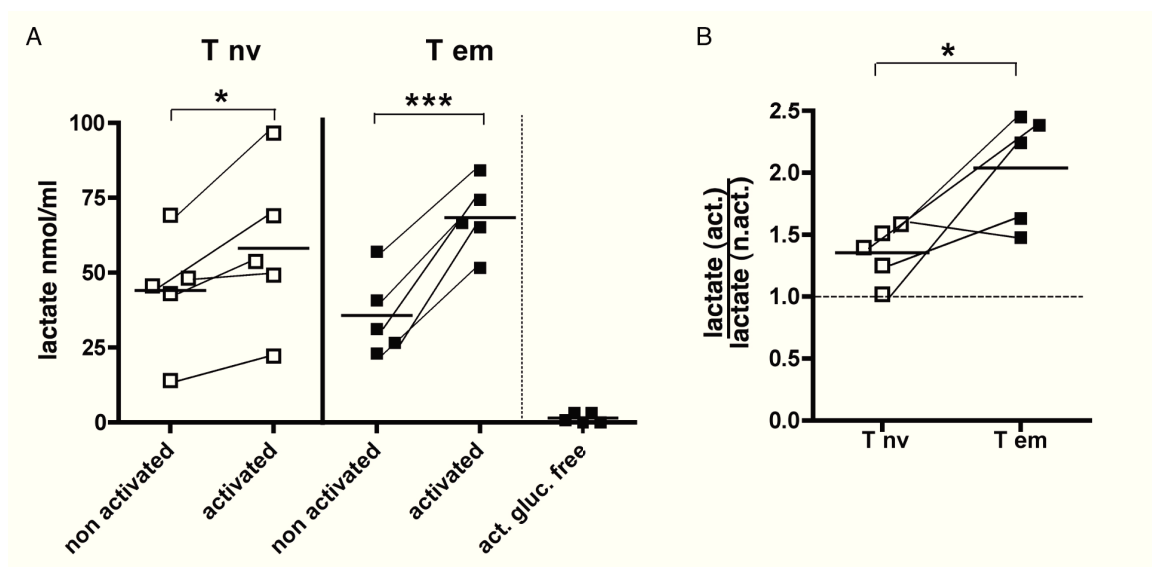 A
T nv
T em
*
***
100
75
50
25
0
lactate nmol/ml
non activated
activated
non activated
activated
act. gluc. free
B
*
2.5
2.0
1.5
1.0
0.5
0.0
lactate (act.)
lactate (n.act.)
T nv
T em